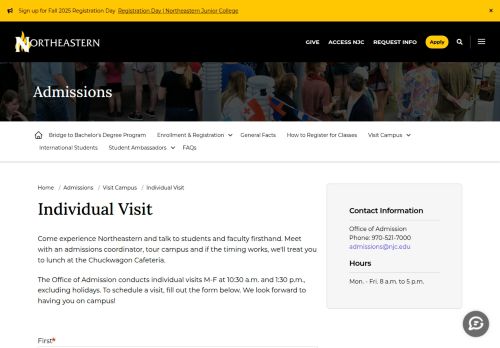 Sign up for Fall 2025 Registration Day Registration Day | Northeastern Junior College ×
NORTHEASTERN
GIVE ACCESS NJC REQUEST INFO Apply
Admissions
Bridge to Bachelor's Degree Program Enrollment & Registration General Facts How to Register for Classes Visit Campus
International Students Student Ambassadors FAQs
Home / Admissions / Visit Campus / Individual Visit
Individual Visit
Come experience Northeastern and talk to students and faculty firsthand. Meet
with an admissions coordinator, tour campus and if the timing works, we'll treat you
to lunch at the Chuckwagon Cafeteria.
The Office of Admission conducts individual visits M-F at 10:30 a.m. and 1:30 p.m.,
excluding holidays. To schedule a visit, fill out the form below. We look forward to
having you on campus!
First*
Contact Information
Office of Admission
Phone: 970-521-7000
admissions@njc.edu
Hours
Mon. - Fri. 8 a.m. to 5 p.m.